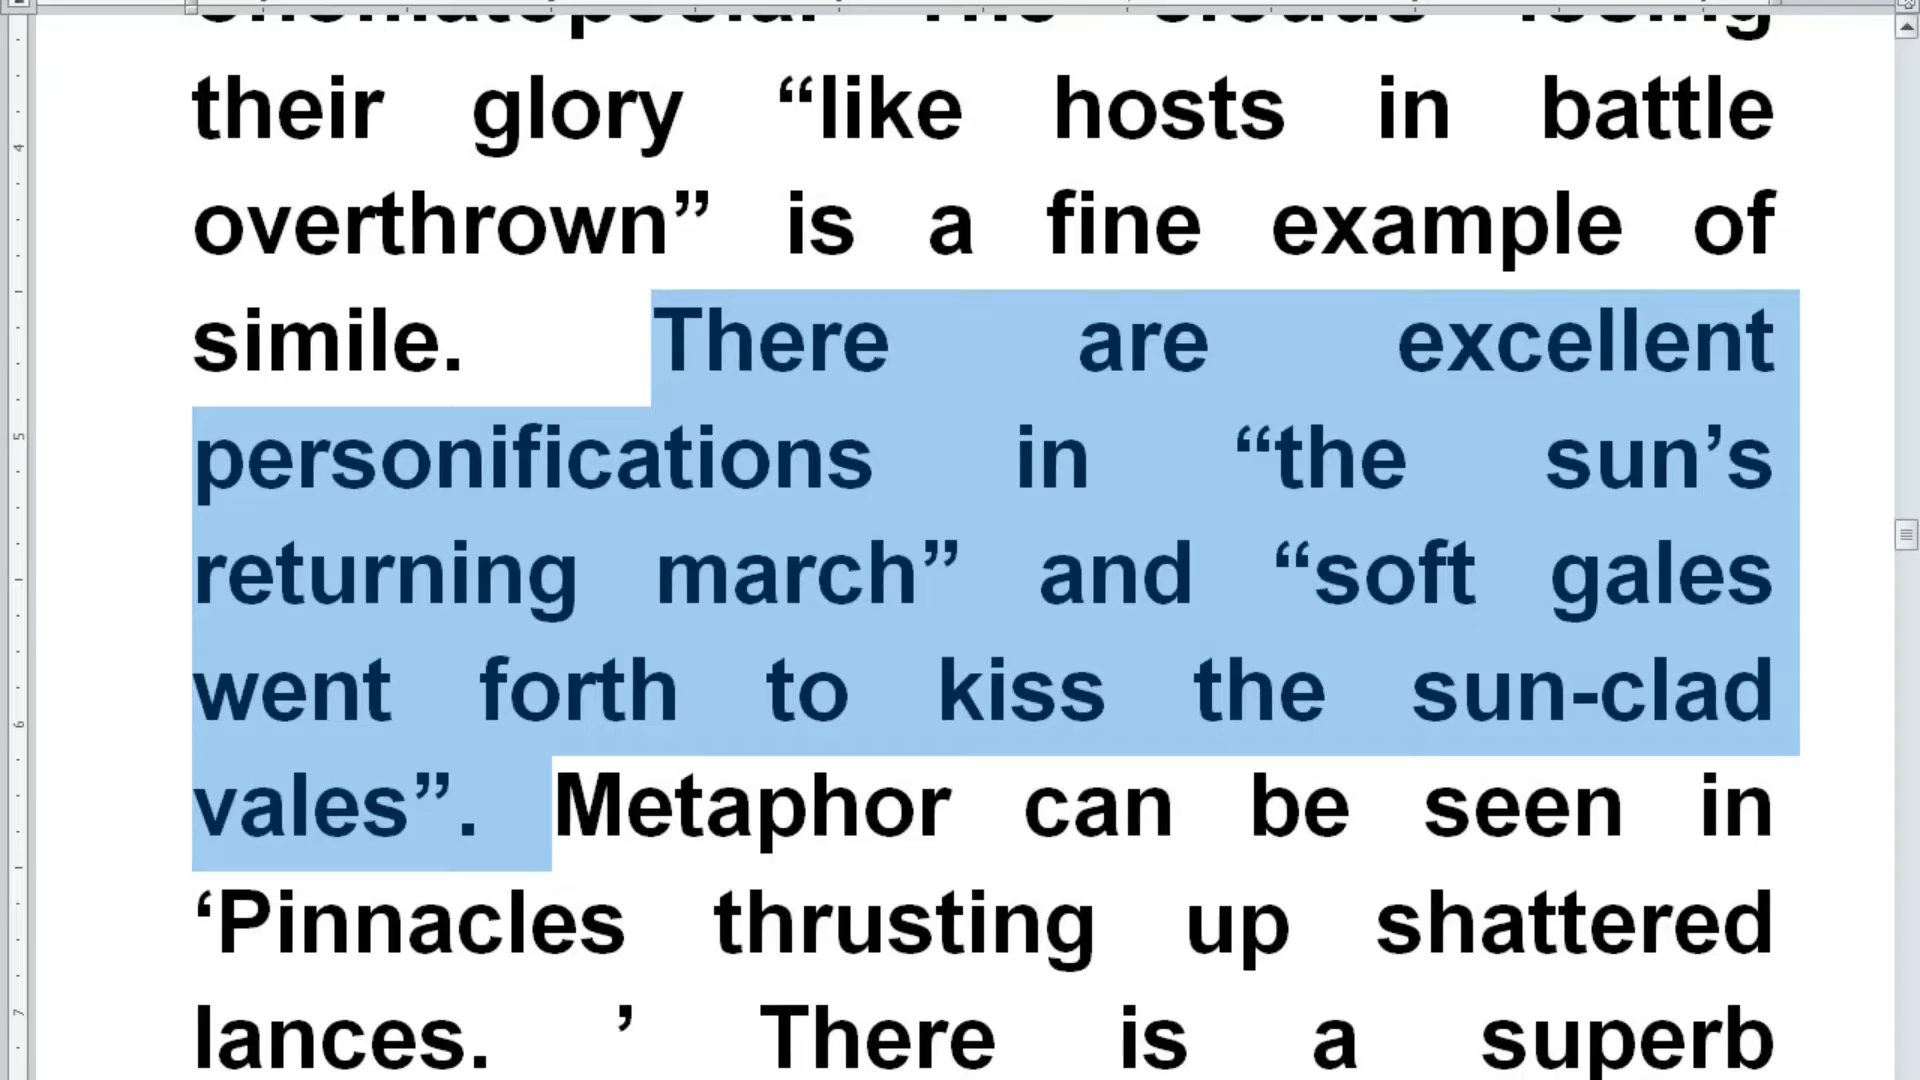 their glory “like hosts in battle
overthrown” is a fine example of
simile. There are excellent
personifications in “the sun’s
returning march” and “soft gales
went forth to kiss the sun-clad
vales”. Metaphor can be seen in
‘Pinnacles thrusting up shattered
lances. ’ There is a superb